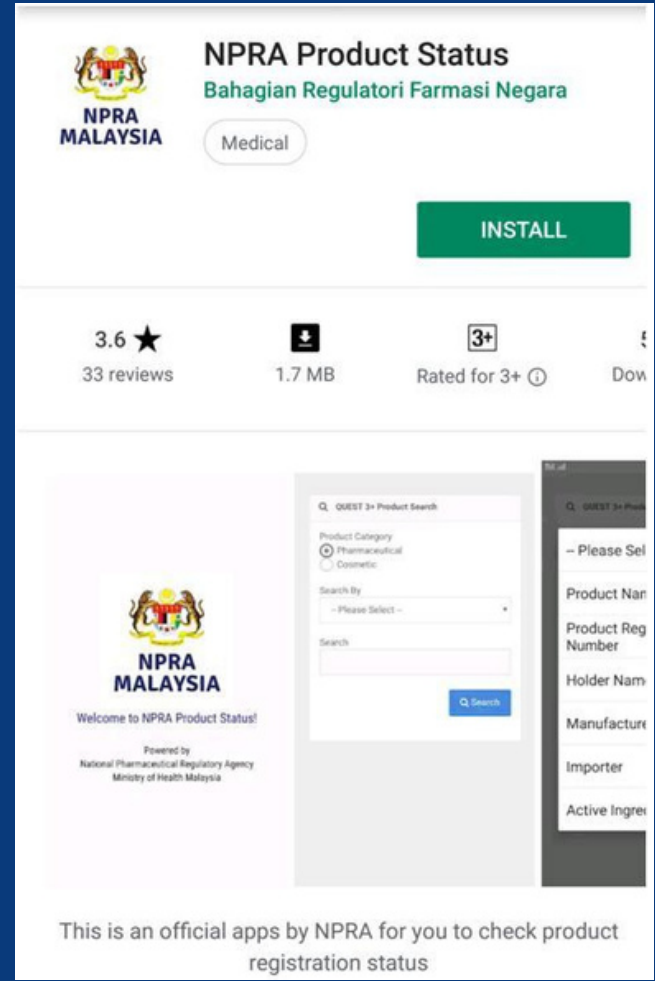 NPRA Product Status
Bahagian Regulatori Farmasi Negara
NPRA
MALAYSIA
Medical
INSTALL
3.6 ★
33 reviews
1.7 MB
3+
Rated for 3+
Dow
NPRA
MALAYSIA
Welcome to NPRA Product Status!
Powered by
National Pharmaceutical Regulatory Agency
Ministry of Health Malaysia
QUEST 3+ Product Search
Product Category
Pharmaceutical
Cosmetic
Search By
-- Please Select --
Search
Search
QUEST 3+
-- Please Sel
Product Nam
Product Reg
Number
Holder Nam
Manufacture
Importer
Active Ingre
This is an official apps by NPRA for you to check product
registration status